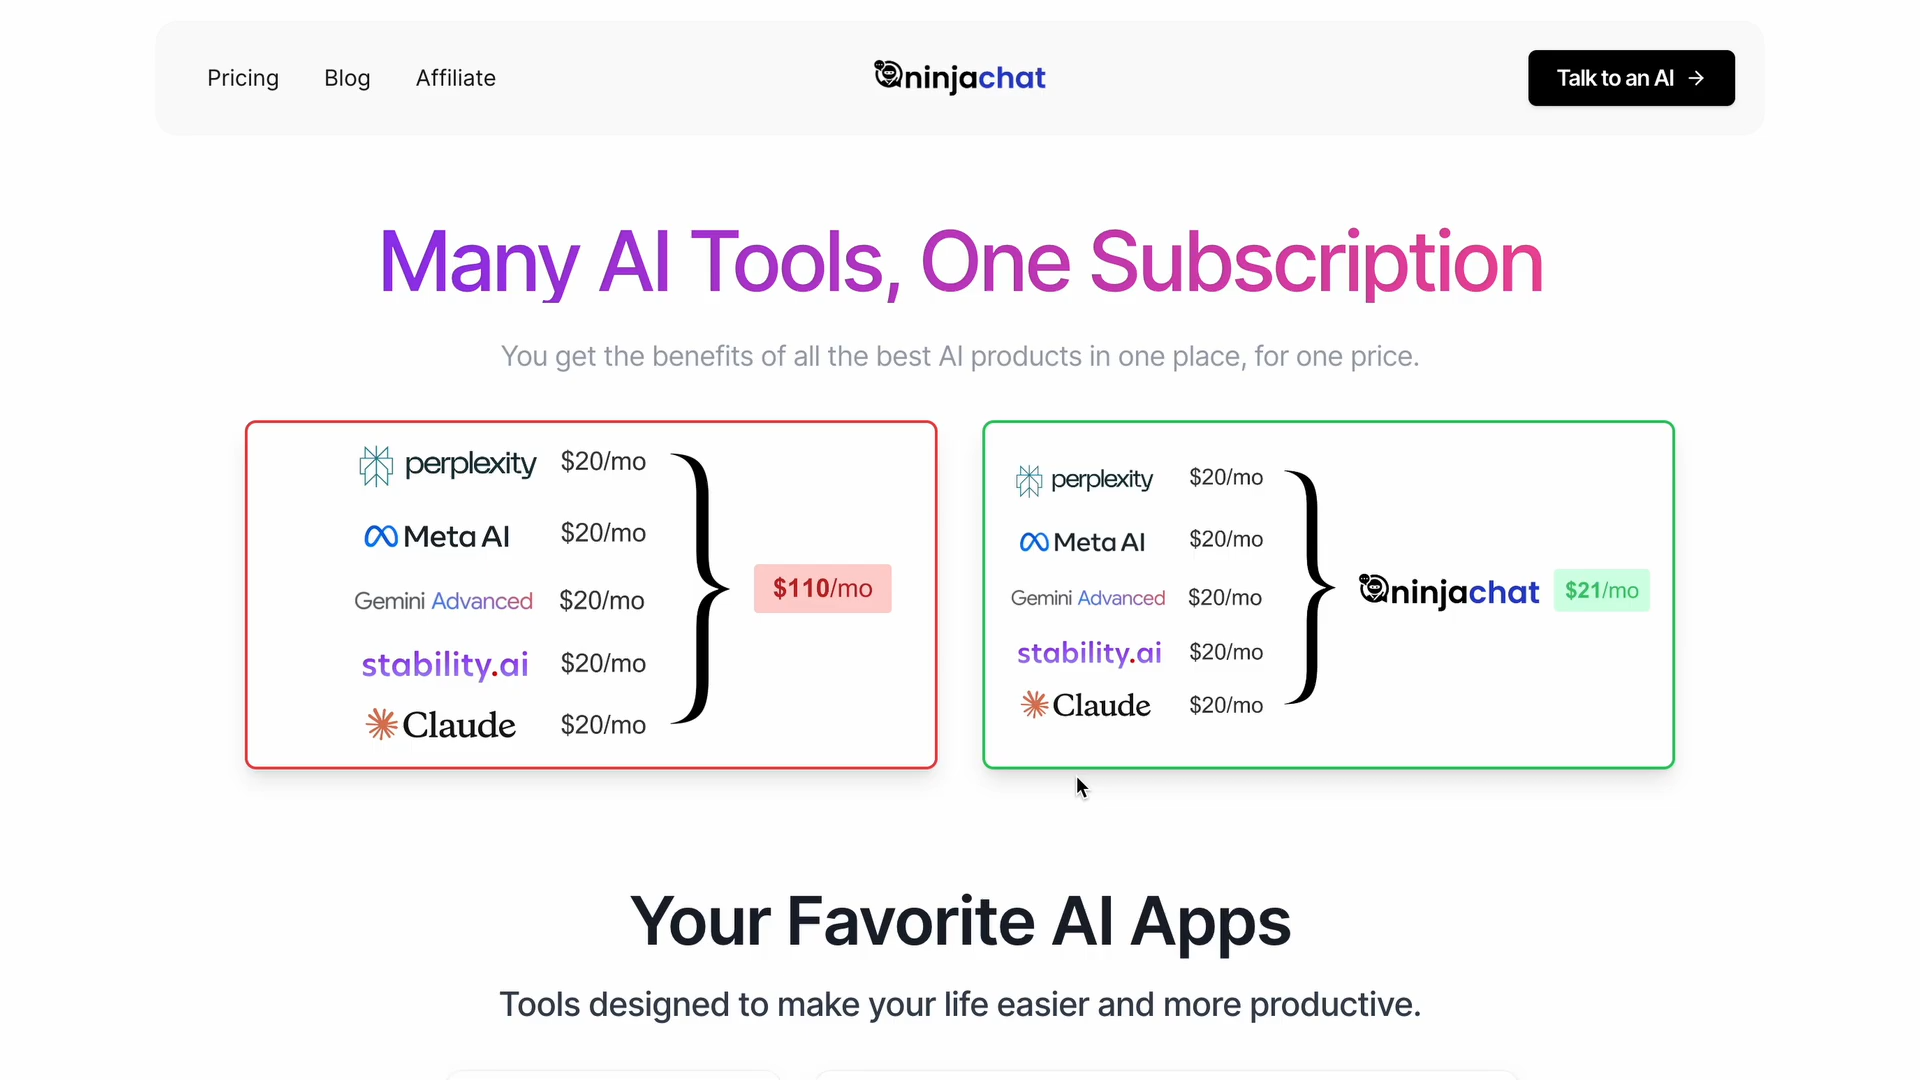 Pricing Blog Affiliate ninjachat Talk to an AI →
Many AI Tools, One Subscription
You get the benefits of all the best AI products in one place, for one price.
perplexity $20/mo
Meta AI $20/mo
Gemini Advanced $20/mo
stability.ai $20/mo
Claude $20/mo
$110/mo
perplexity $20/mo
Meta AI $20/mo
Gemini Advanced $20/mo
stability.ai $20/mo
Claude $20/mo
ninjachat $21/mo
Your Favorite AI Apps
Tools designed to make your life easier and more productive.